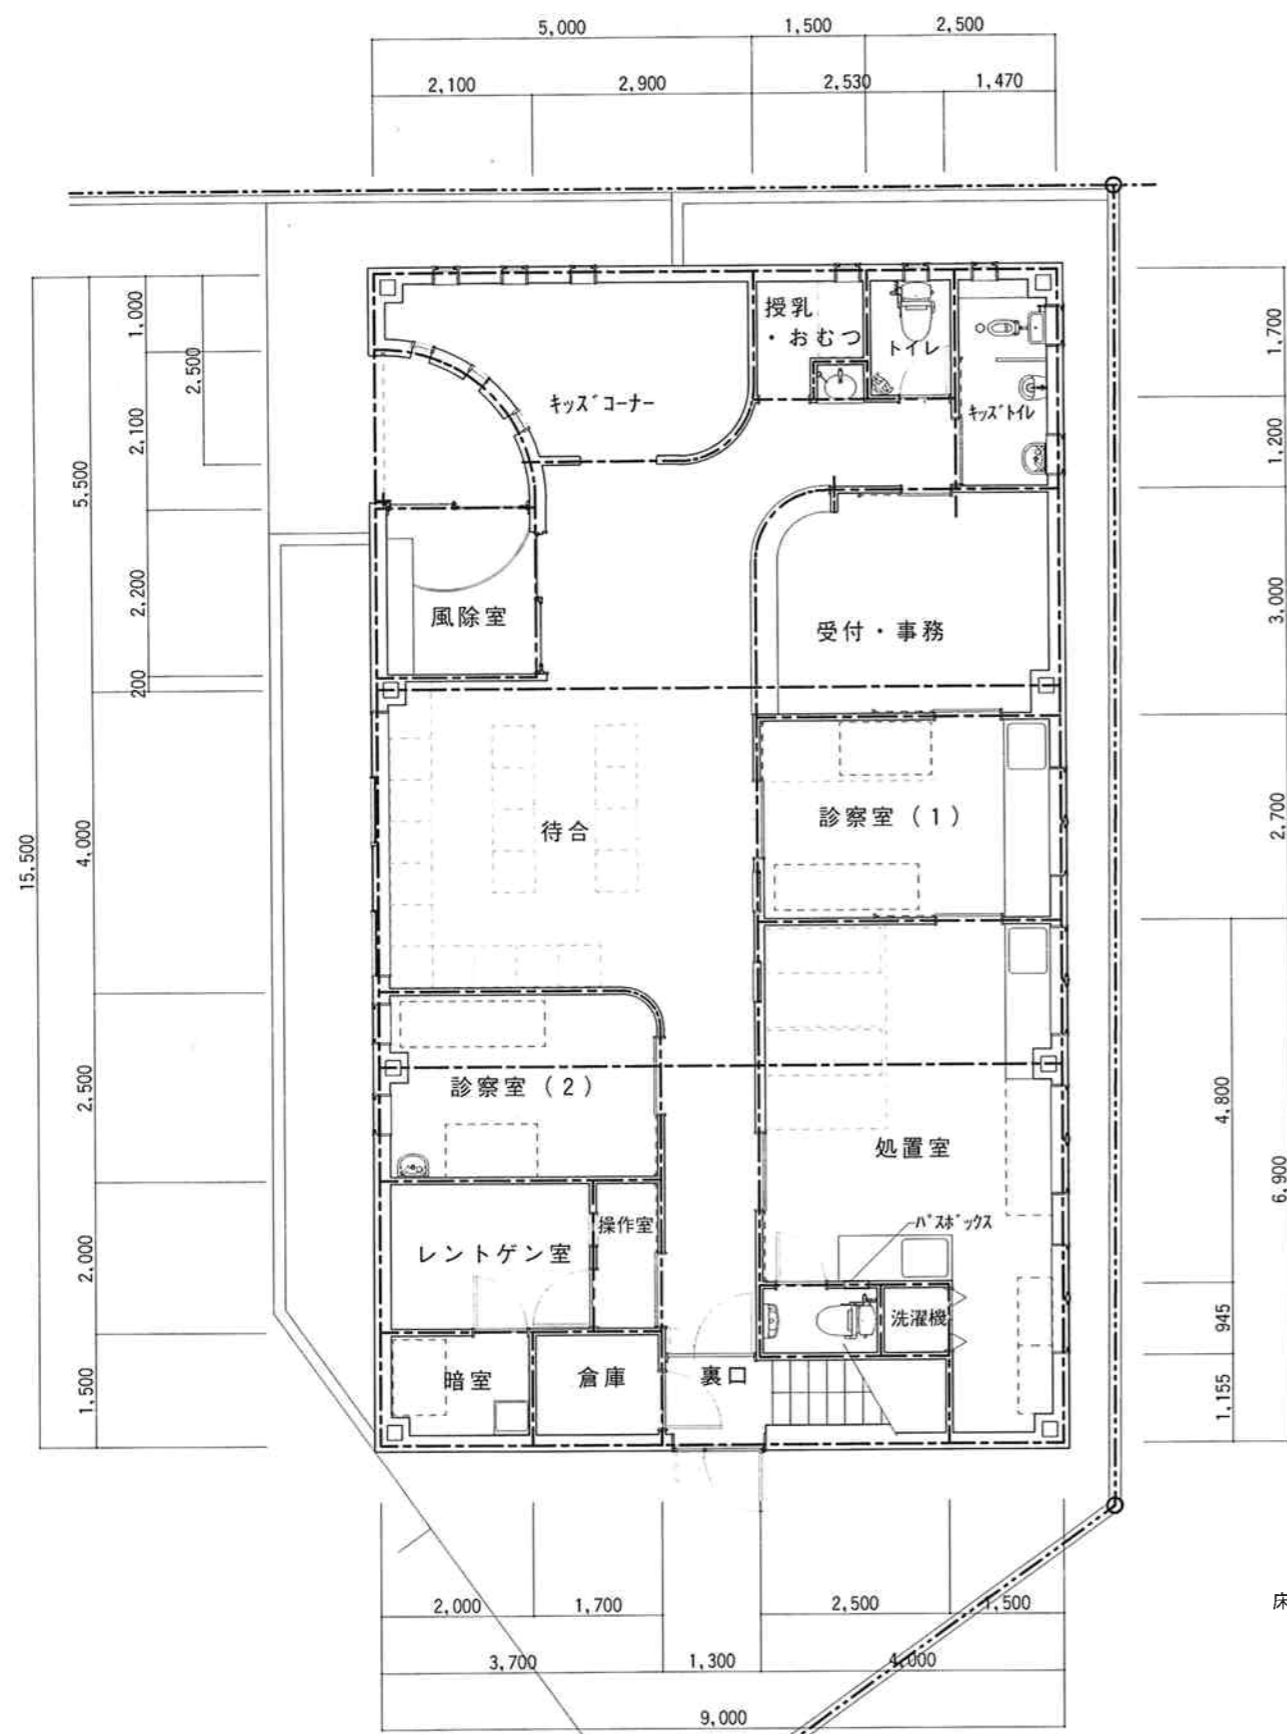 5,000
1,500
2,500
2,100
2,900
2,530
1,470
1,000
2,500
2,100
5,500
2,200
200
15,500
4,000
2,500
2,000
1,500
1,700
1,200
3,000
2,700
4,800
6,900
945
1,155
授乳
・おむつ
トイレ
キッズコーナー
キッズトイレ
風除室
受付・事務
待合
診察室(1)
診察室(2)
処置室
操作室
パスボックス
レントゲン室
洗濯機
暗室
倉庫
裏口
2,000
1,700
2,500
1,500
3,700
1,300
4,000
9,000
床